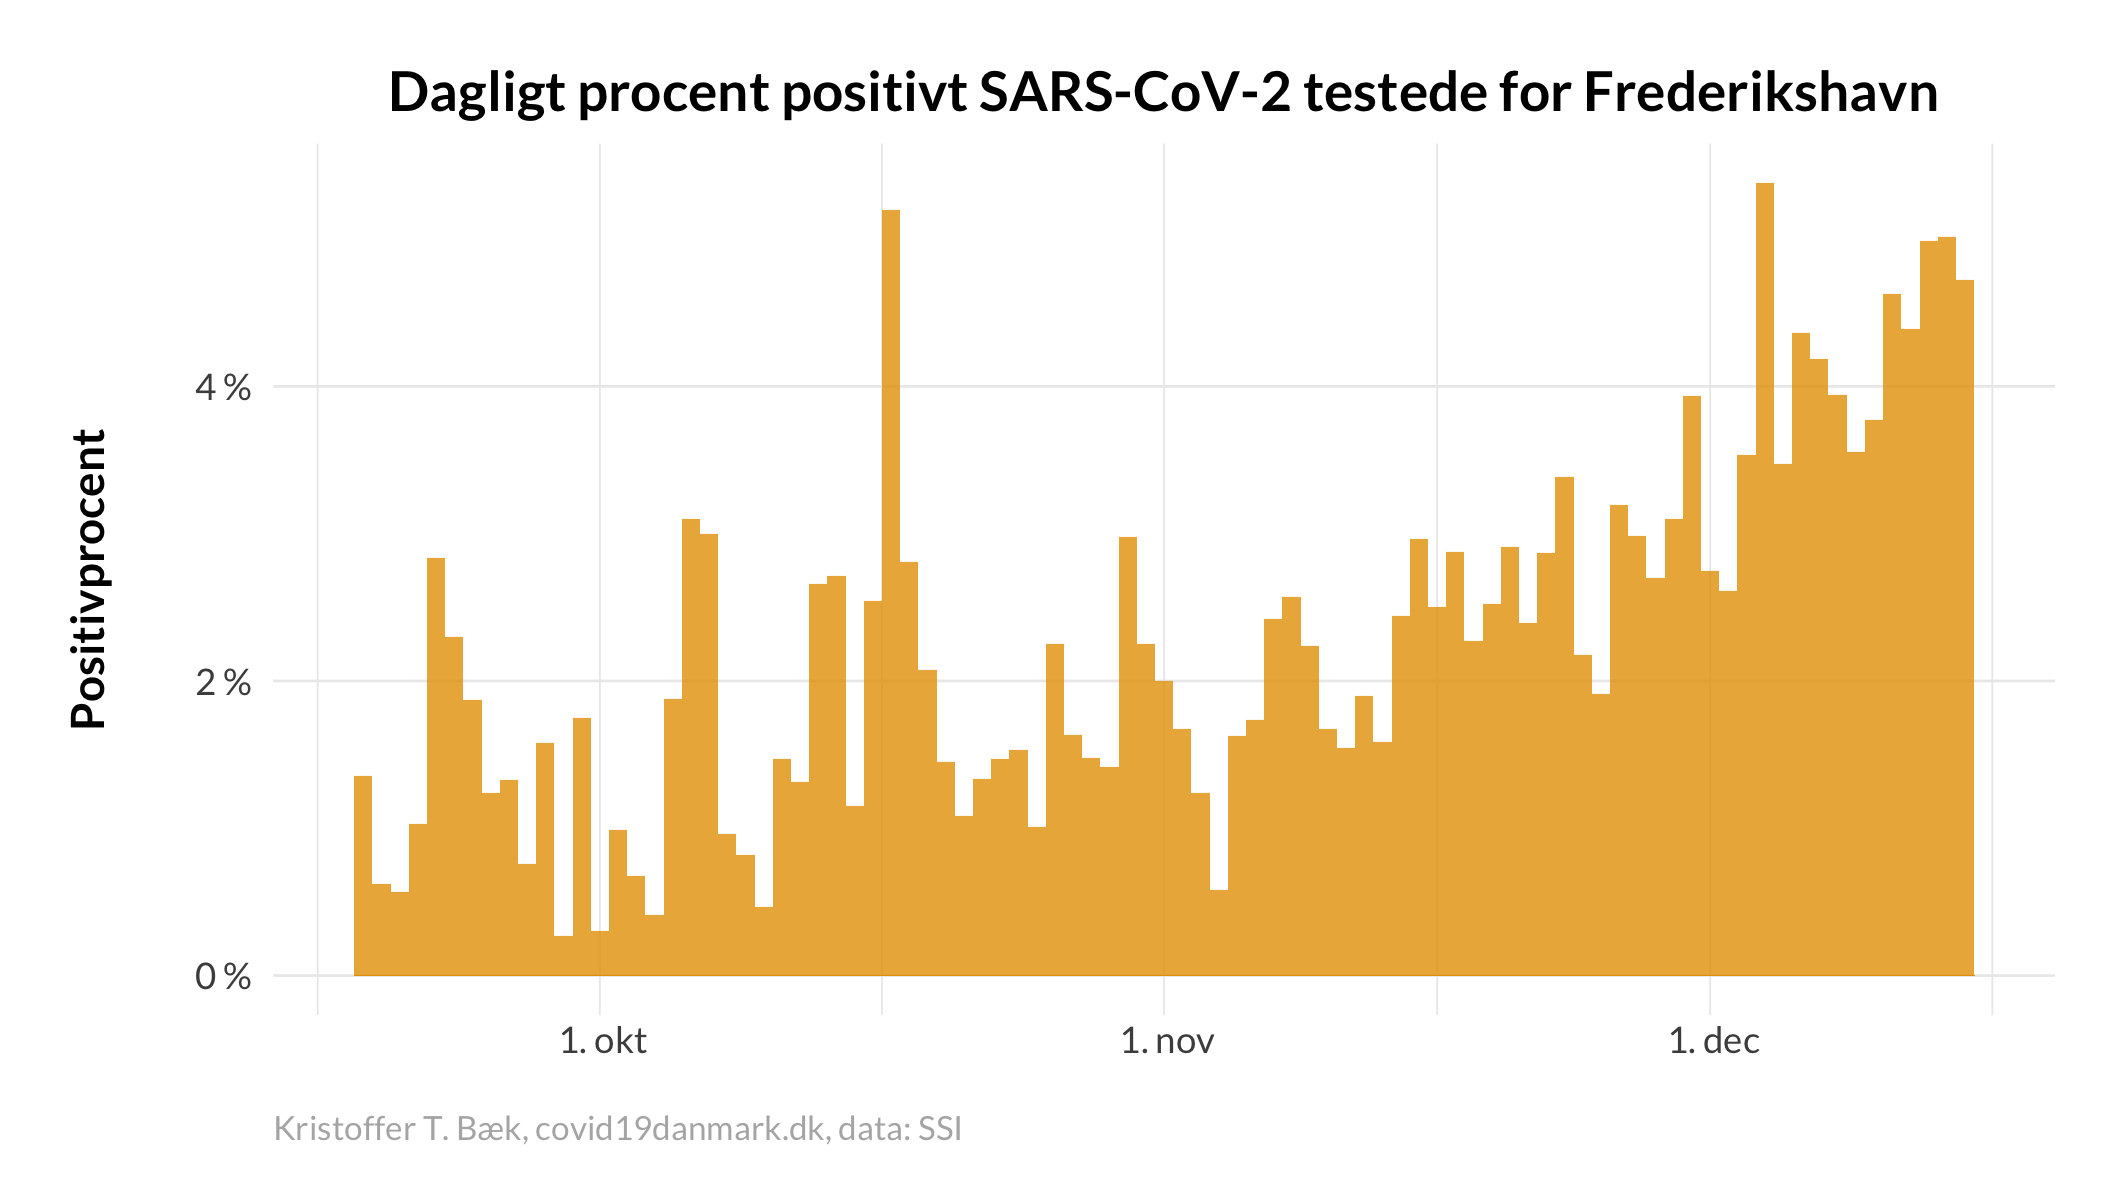 Dagligt procent positivt SARS-CoV-2 testede for Frederikshavn
Positivprocent
4 %
2 %
0 %
1. okt
1. nov
1. dec
Kristoffer T. Bæk, covid19danmark.dk, data: SSI